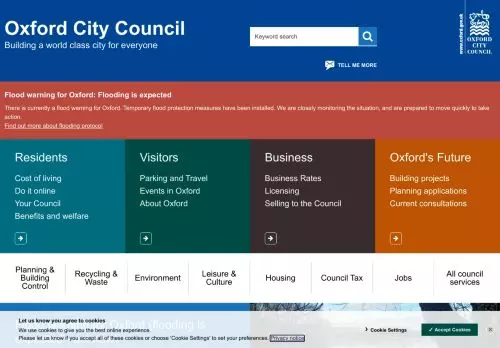 Oxford City Council
Building a world class city for everyone
Keyword search
TELL ME MORE
www.oxford.gov.uk
OXFORD
CITY
COUNCIL
Flood warning for Oxford: Flooding is expected
There is currently a flood warning for Oxford. Temporary flood protection measures have been installed. We are closely monitoring the situation, and are prepared to move quickly to take
action.
Find out more about flooding protocol
Residents
Cost of living
Do it online
Your Council
Benefits and welfare
Visitors
Parking and Travel
Events in Oxford
About Oxford
Business
Business Rates
Licensing
Selling to the Council
Oxford's Future
Building projects
Planning applications
Current consultations
Planning &
Building
Control
Recycling &
Waste
Environment
Leisure &
Culture
Housing
Council Tax
Jobs
All council
services
Let us know you agree to cookies
We use cookies to give you the best online experience.
Please let us know if you agree to all of these cookies or choose 'Cookie Settings' to set your preferences. Privacy notice
Cookie Settings
✓ Accept Cookies